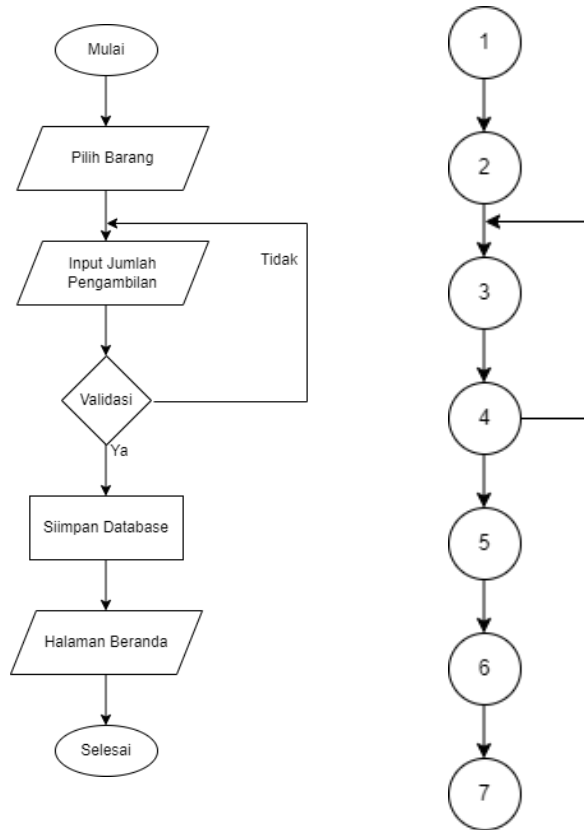 Mulai
Pilih Barang
Input Jumlah
Pengambilan
Tidak
Validasi
Ya
Siimpan Database
Halaman Beranda
Selesai
1
2
3
4
5
6
7